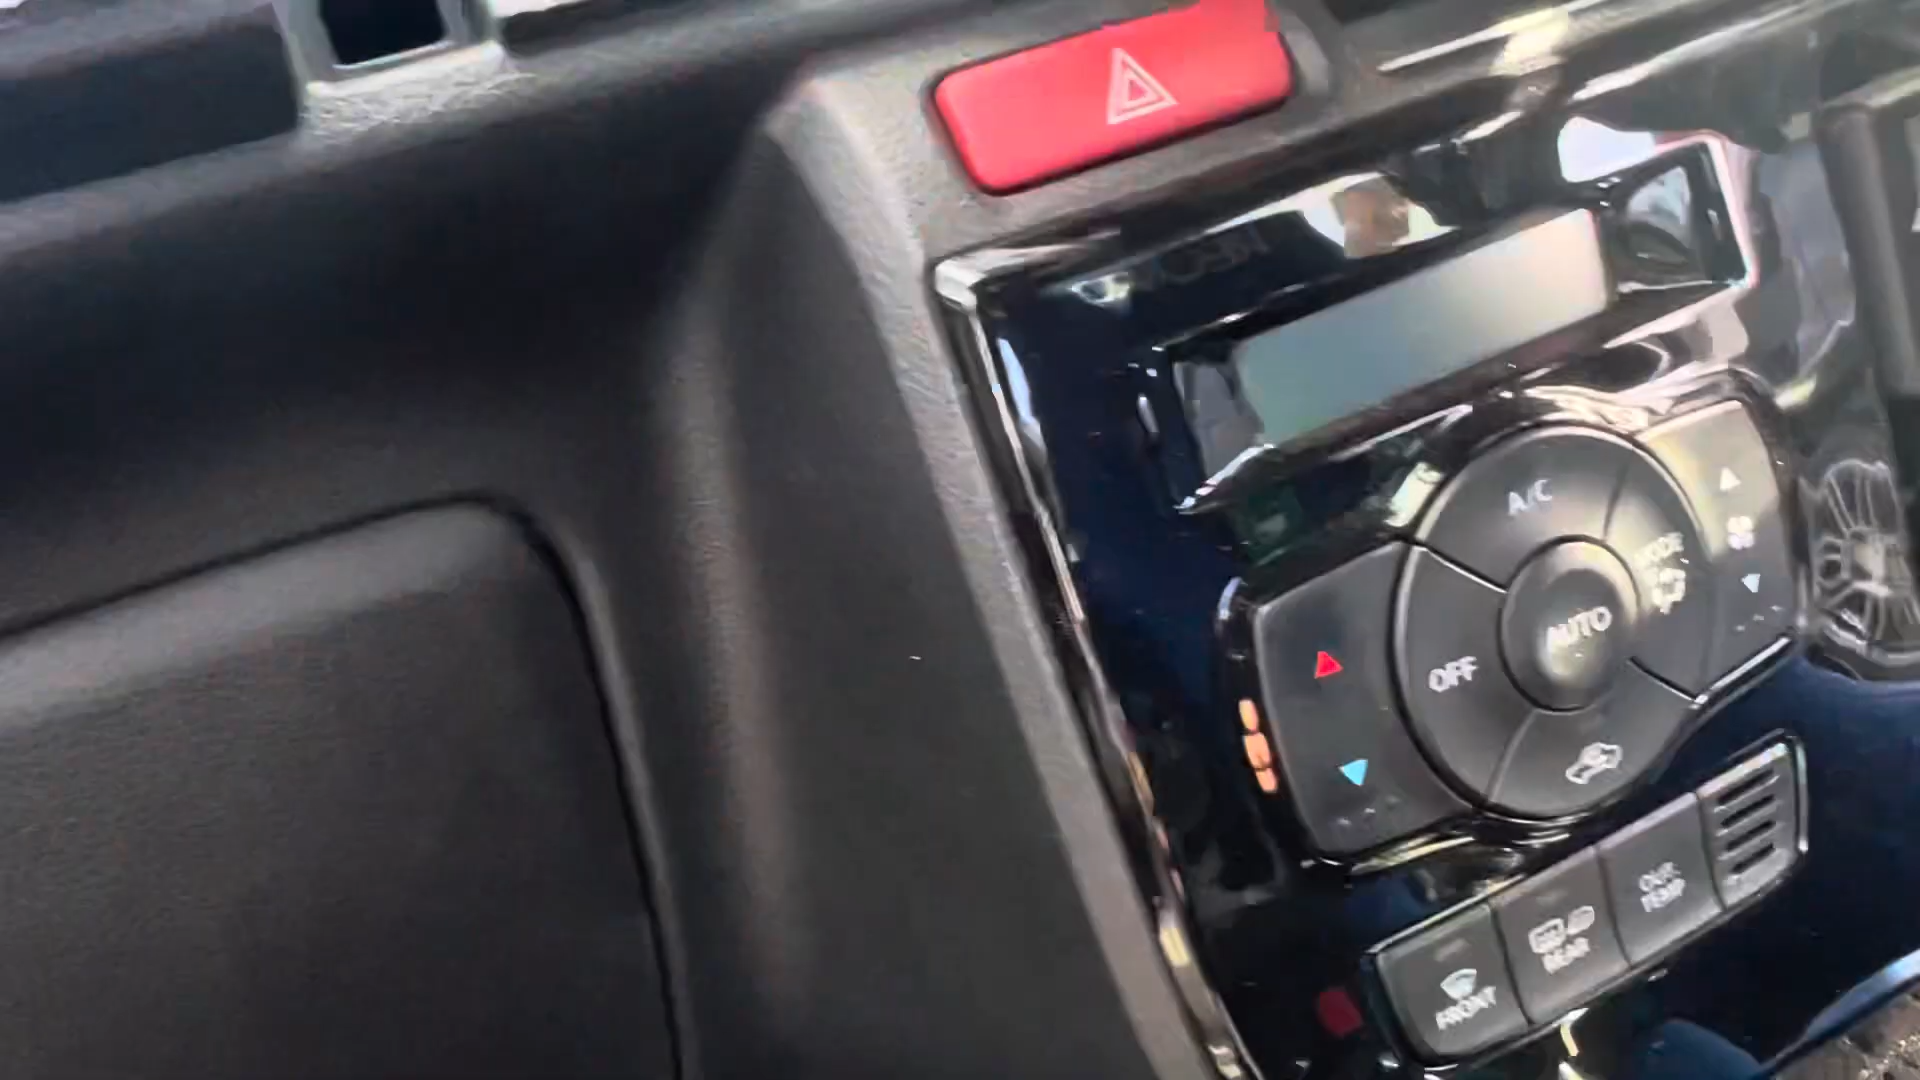 A/C
MODE
AUTO
OFF
OUT
TEMP
REAR
FRONT